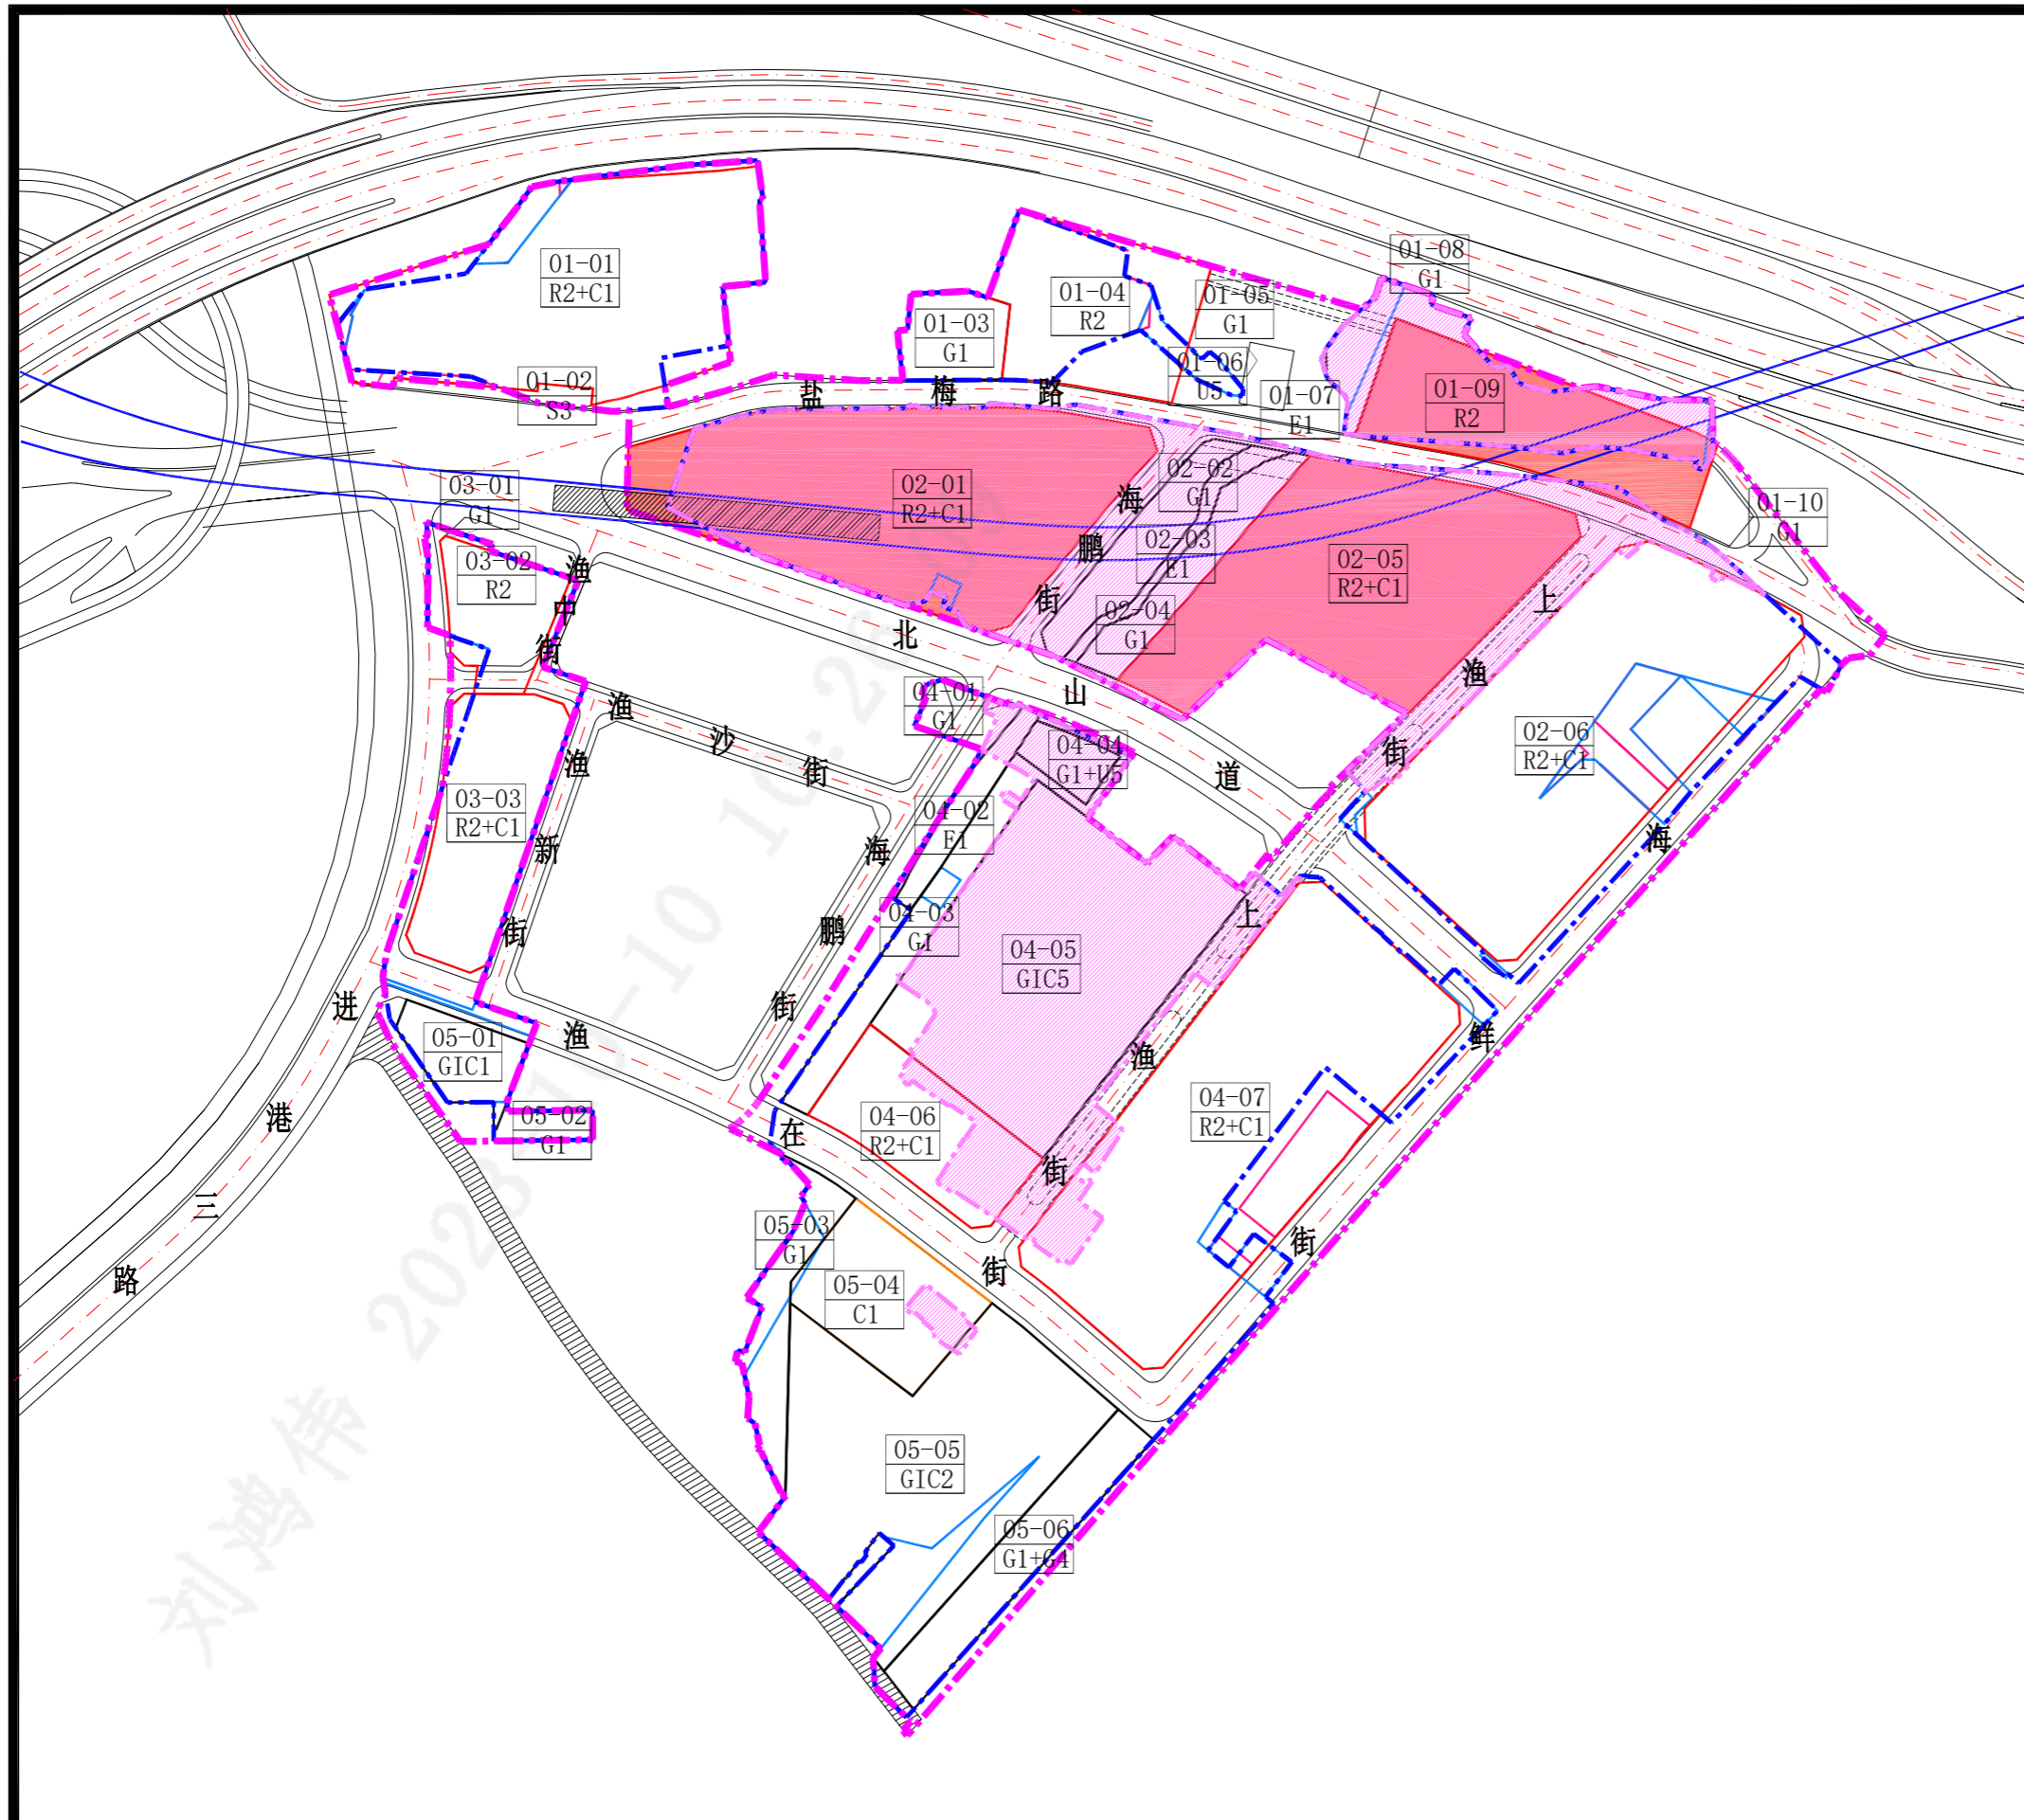 01-08
G1
01-01
R2+C1
01-04
R2
01-05
G1
01-03
G1
01-06
U5
01-02
S3
01-07
E1
01-09
R2
盐梅路
02-01
R2+C1
02-02
G1
03-01
G1
01-10
G1
02-03
E1
02-05
R2+C1
03-02
R2
02-04
G1
海鹏街
渔中街
北山道
上渔街
04-01
G1
渔沙街
04-04
G1+U5
02-06
R2+C1
03-03
R2+C1
渔新街
04-02
E1
海鹏街
海鲜街
04-03
G1
04-05
GIC5
上渔街
05-01
GIC1
渔在街
05-02
G1
04-06
R2+C1
04-07
R2+C1
进港三路
05-03
G1
05-04
C1
05-05
GIC2
05-06
G1+G4
刘鸿伟